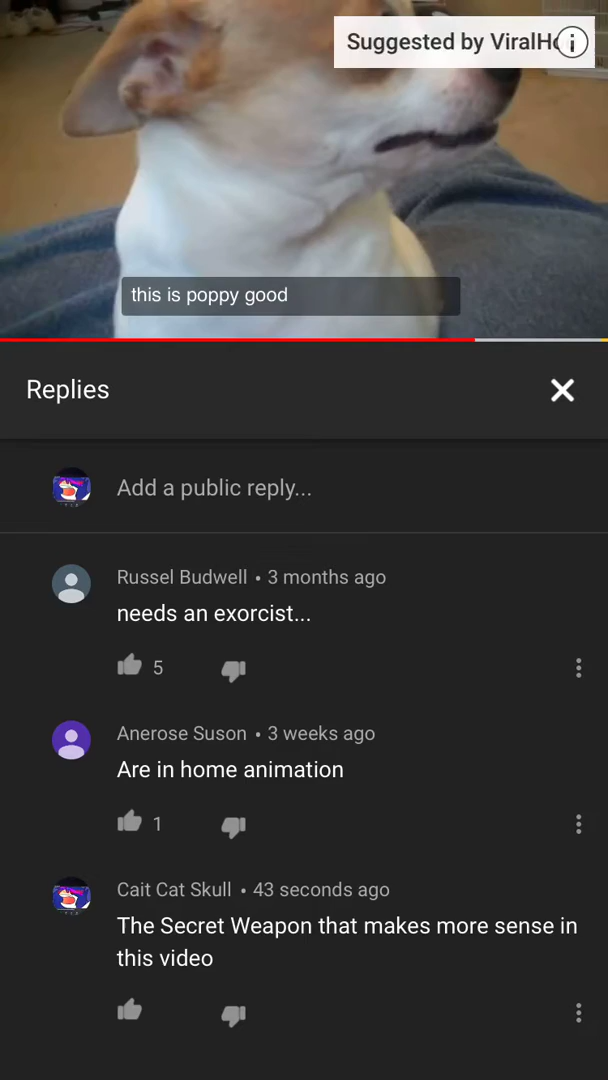 Suggested by
this is poppy good
Replies
Add a public reply...
Russel Budwell • 3 months ago
needs an exorcist...
5
Anerose Suson • 3 weeks ago
Are in home animation
1
Cait Cat Skull • 43 seconds ago
The Secret Weapon that makes more sense in
this video